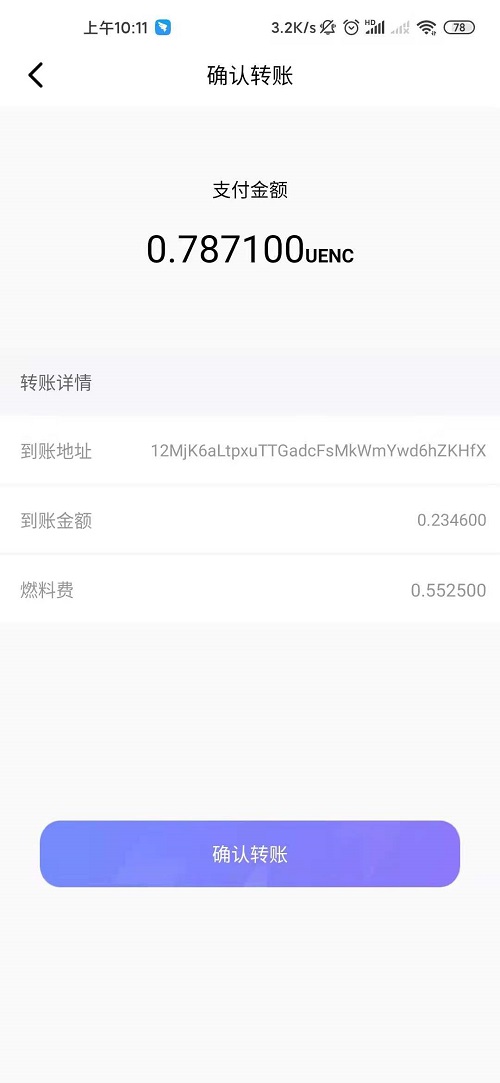 上午10:11 3.2K/s HD 78
确认转账
支付金额
0.787100UENC
转账详情
到账地址 12MjK6aLtpxuTTGadcFsMkWmYwd6hZKHfX
到账金额 0.234600
燃料费 0.552500
确认转账